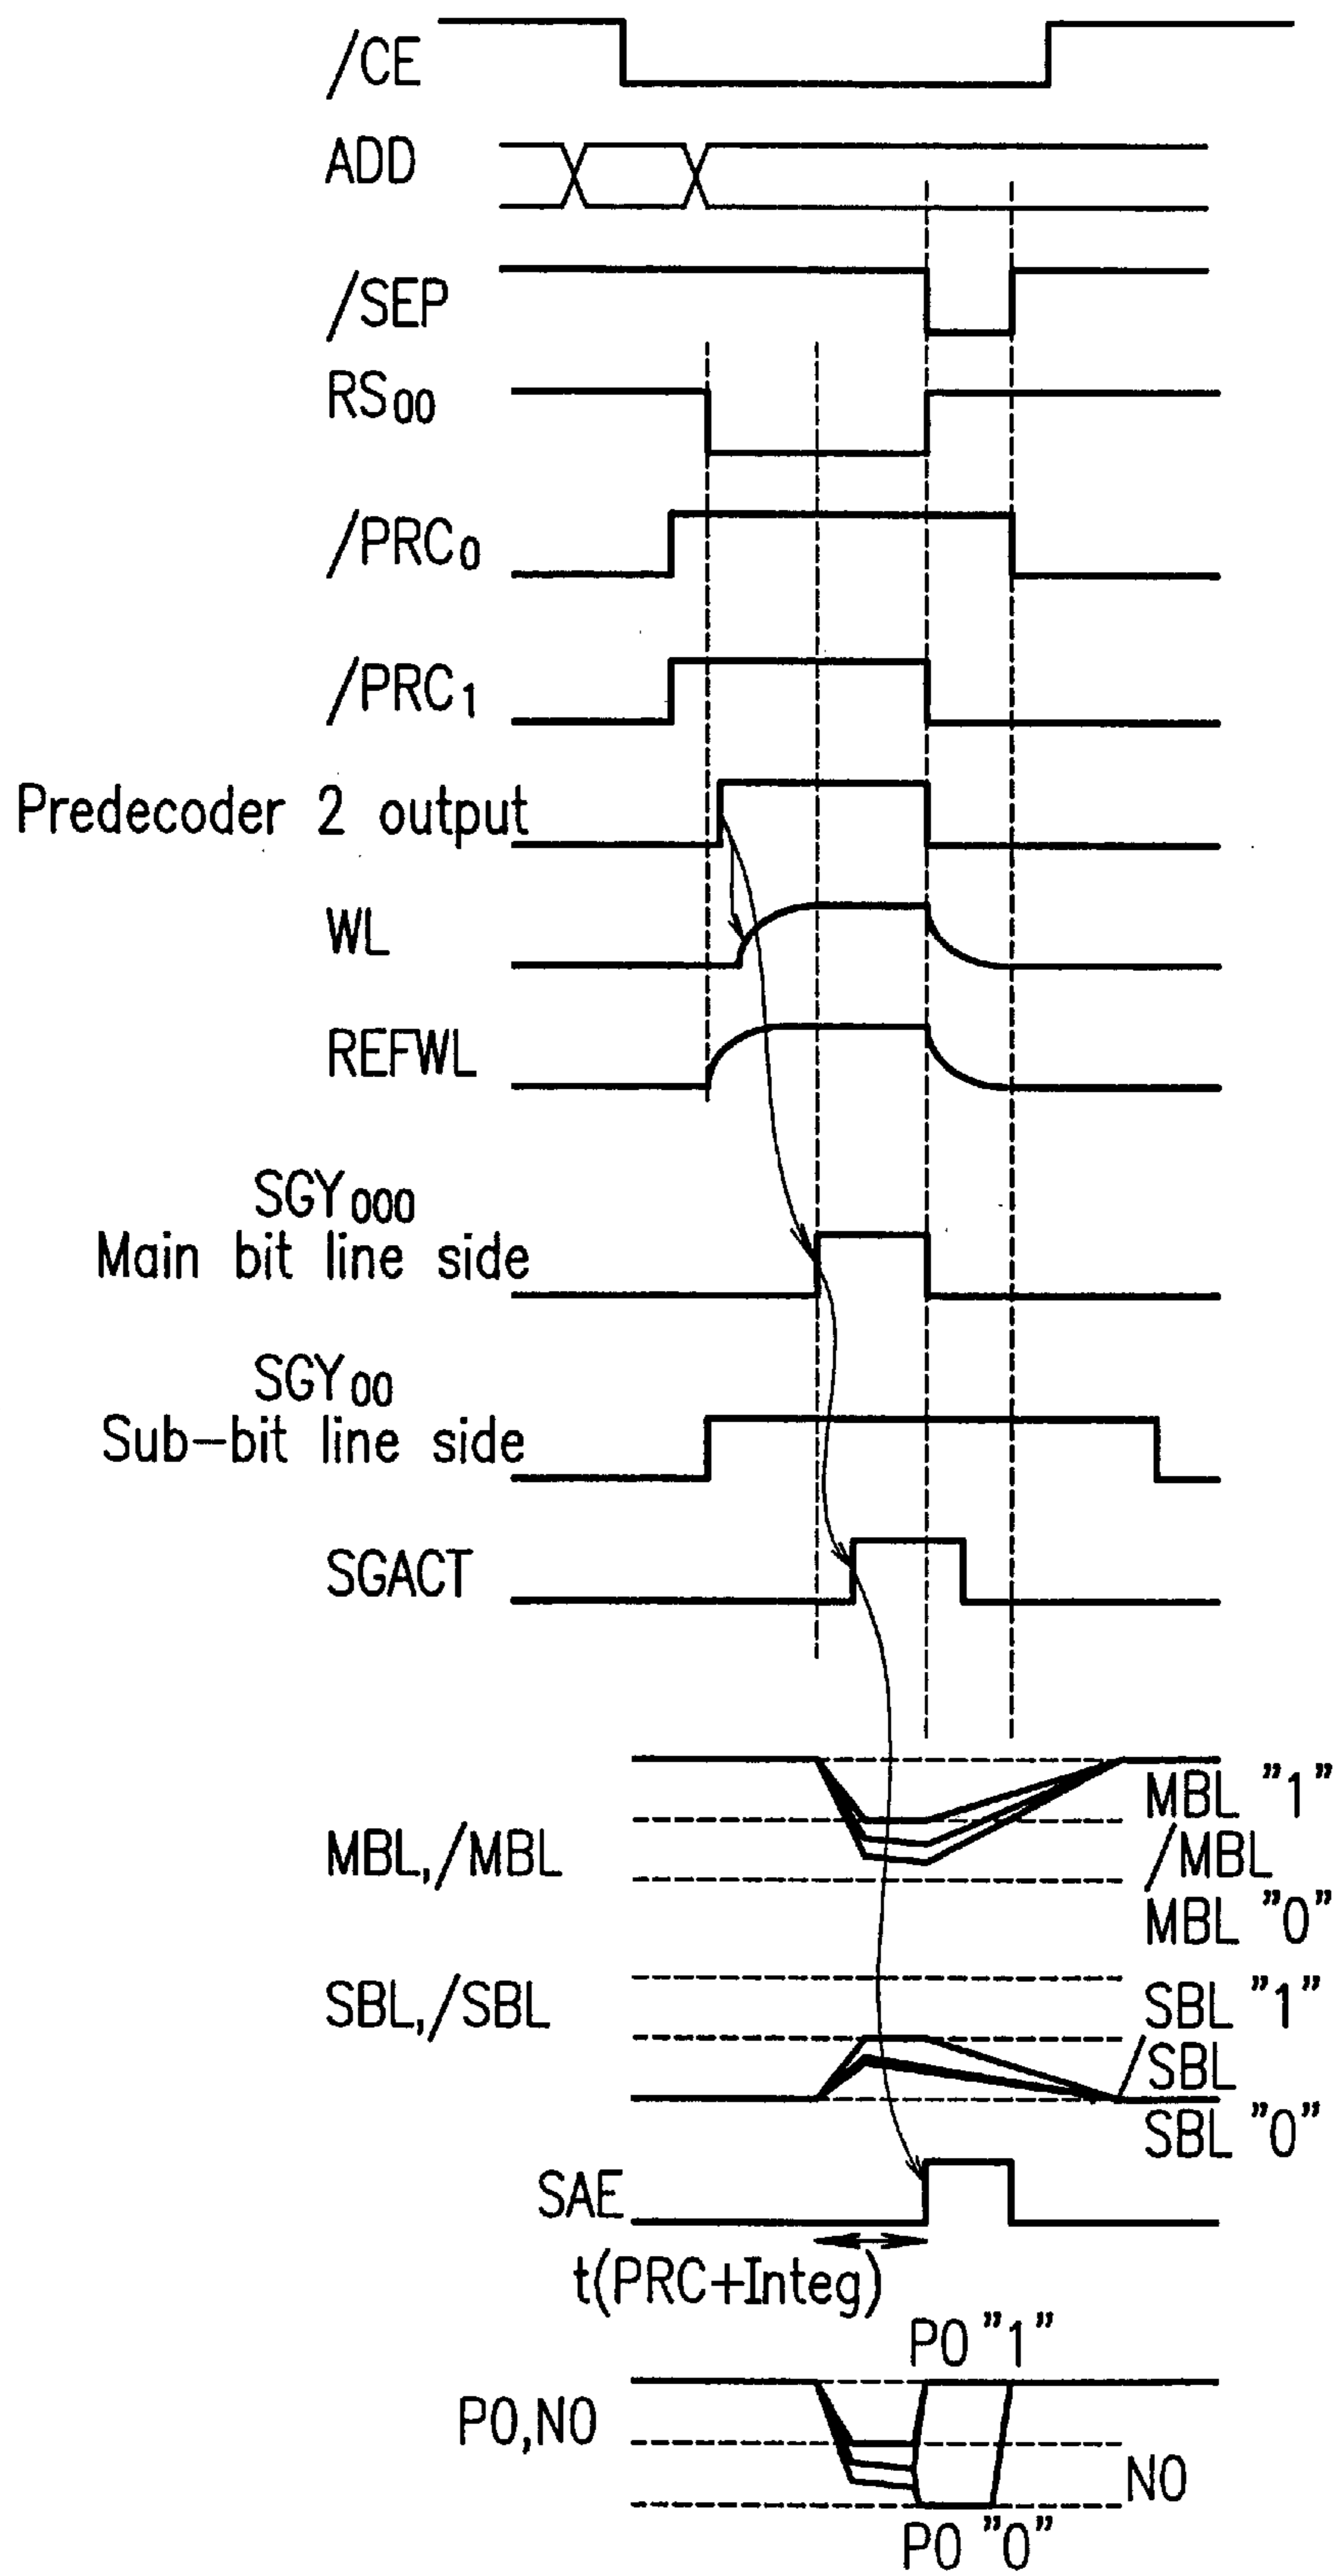 /CE
ADD
/SEP
RS00
/PRC0
/PRC1
Predecoder 2 output
WL
REFWL
SGY000
Main bit line side
SGY00
Sub-bit line side
SGACT
MBL "1"
MBL,/MBL
/MBL
MBL "0"
SBL,/SBL
SBL "1"
/SBL
SBL "0"
SAE
t(PRC+Integ)
P0 "1"
P0,N0
N0
P0 "0"